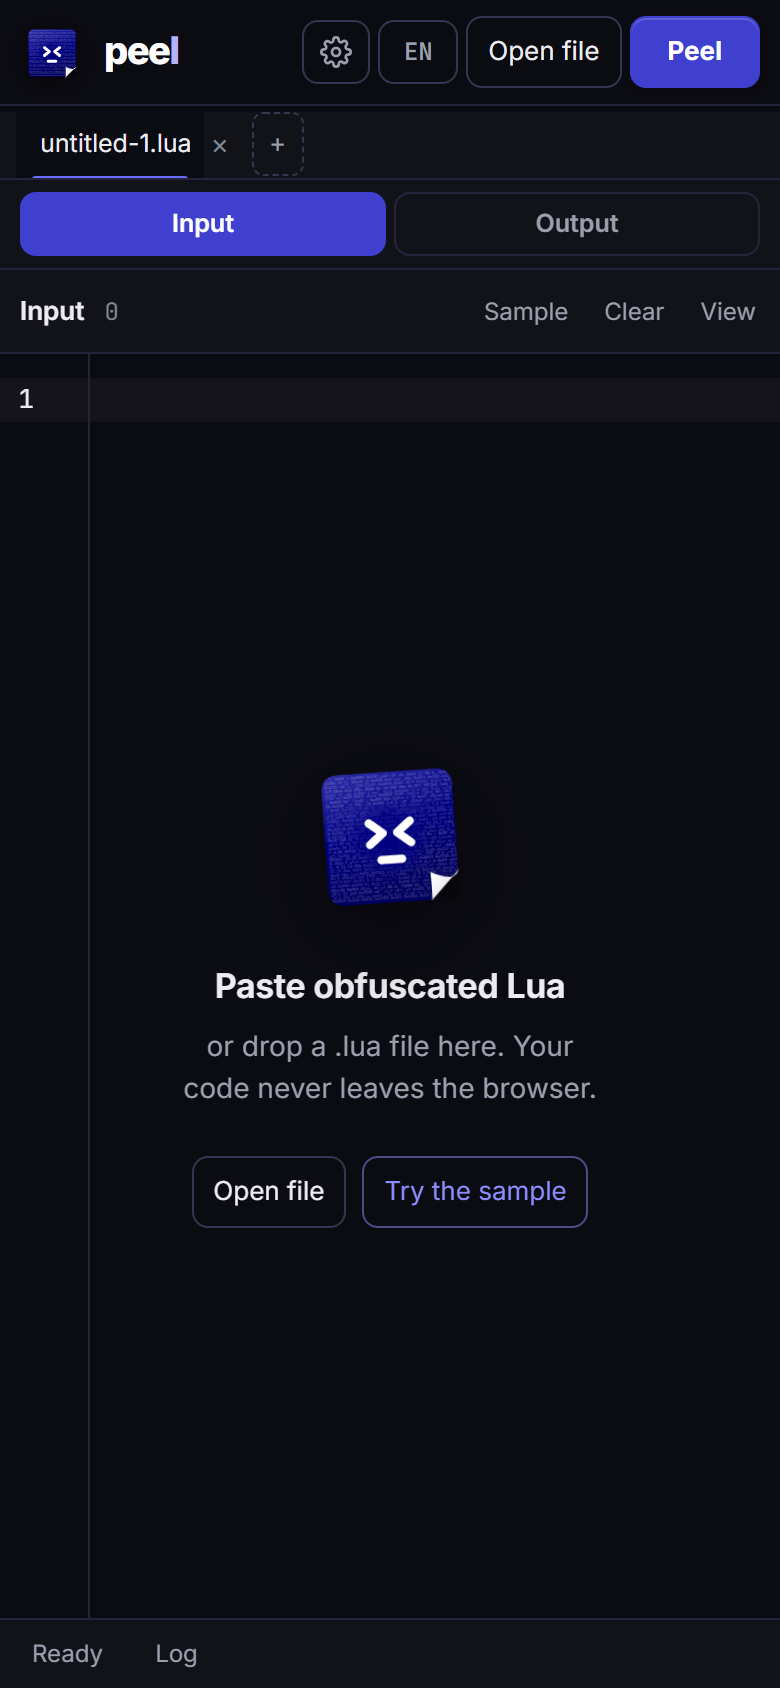 peel
EN
Open file
Peel
untitled-1.lua ×
+
Input
Output
Input 0
Sample
Clear
View
1
Paste obfuscated Lua
or drop a .lua file here. Your
code never leaves the browser.
Open file
Try the sample
Ready
Log